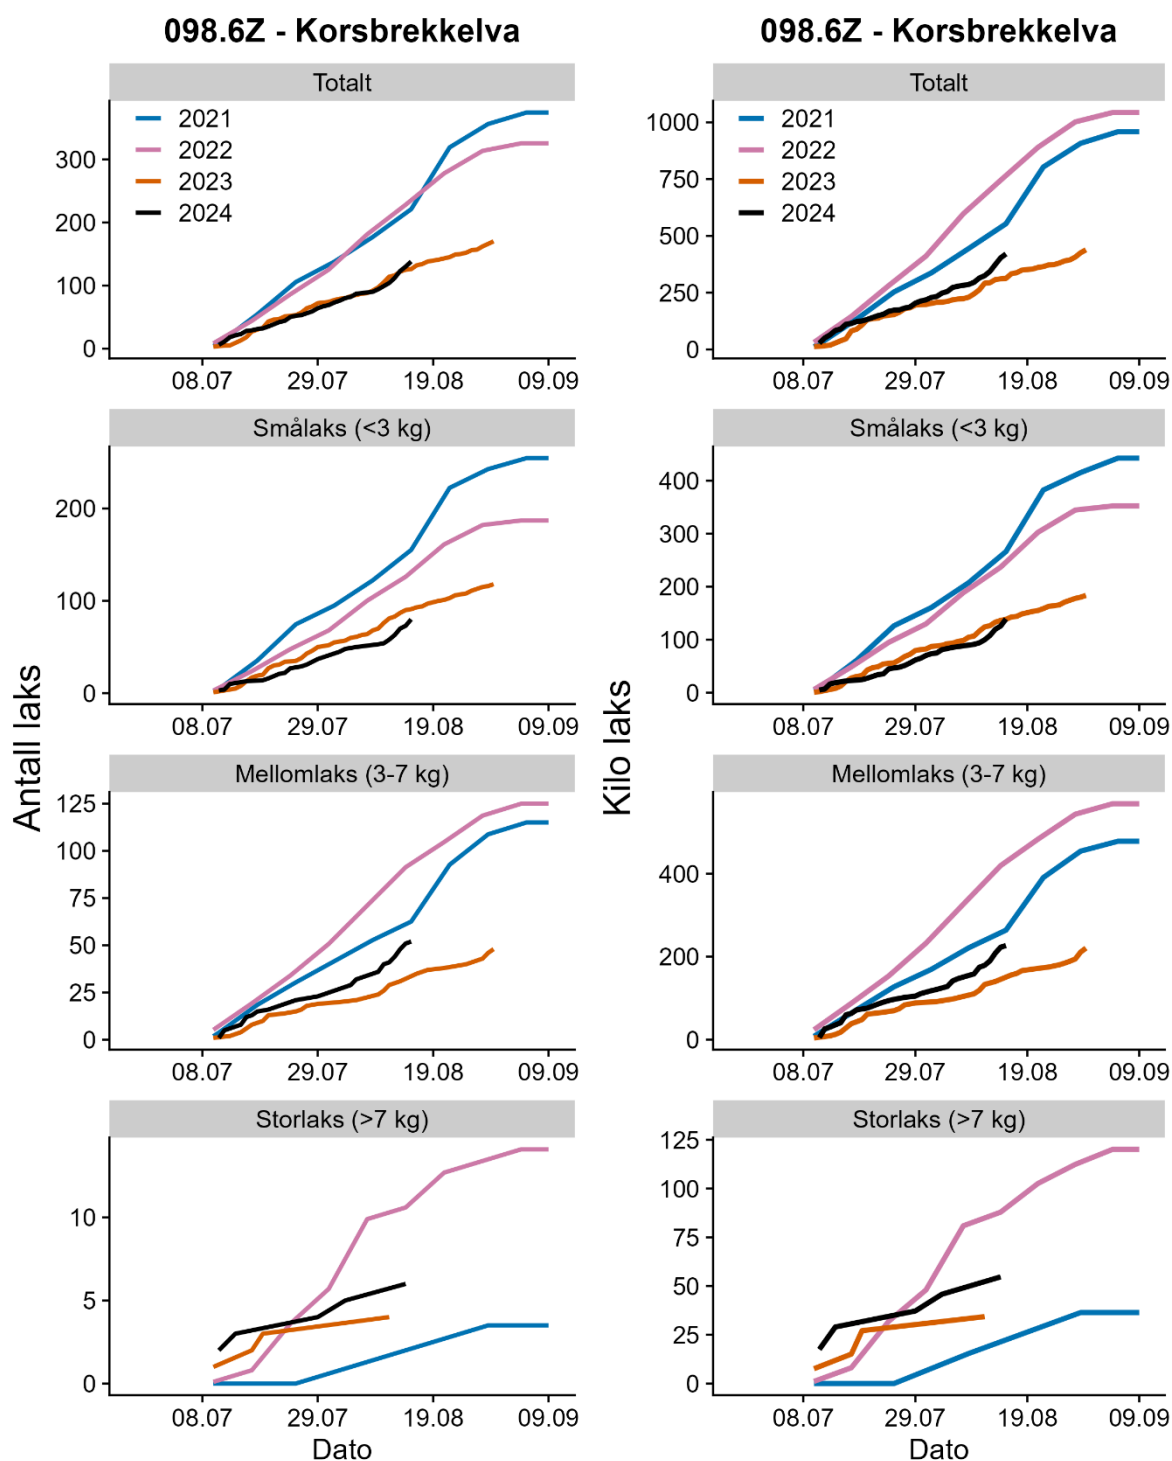 098.6Z - Korsbrekkelva
Totalt
2021
2022
2023
2024
300
200
100
0
08.07 29.07 19.08 09.09
Smålaks (<3 kg)
200
100
0
08.07 29.07 19.08 09.09
Mellomlaks (3-7 kg)
125
100
75
50
25
0
08.07 29.07 19.08 09.09
Storlaks (>7 kg)
10
5
0
08.07 29.07 19.08 09.09
Dato
Antall laks
098.6Z - Korsbrekkelva
Totalt
2021
2022
2023
2024
1000
750
500
250
0
08.07 29.07 19.08 09.09
Smålaks (<3 kg)
400
300
200
100
0
08.07 29.07 19.08 09.09
Mellomlaks (3-7 kg)
400
200
0
08.07 29.07 19.08 09.09
Storlaks (>7 kg)
125
100
75
50
25
0
08.07 29.07 19.08 09.09
Dato
Kilo laks